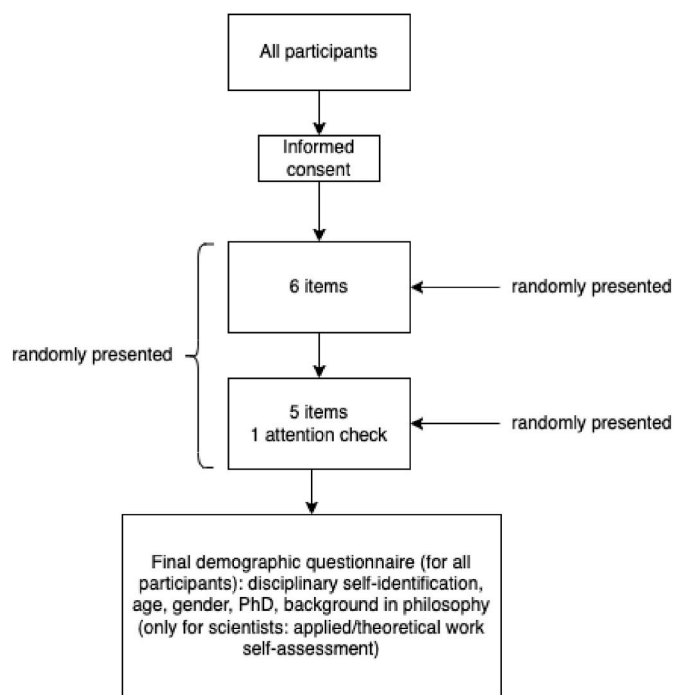 All participants
Informed
consent
6 items
randomly presented
randomly presented
5 items
1 attention check
randomly presented
Final demographic questionnaire (for all
participants): disciplinary self-identification,
age, gender, PhD, background in philosophy
(only for scientists: applied/theoretical work
self-assessment)